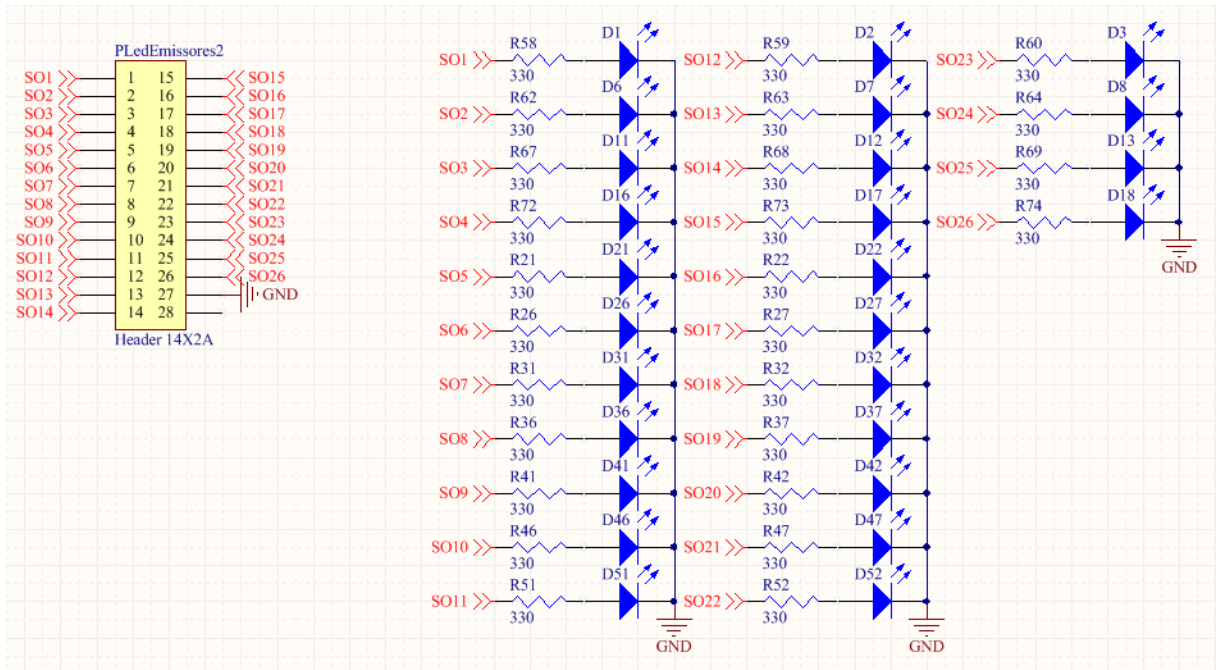 PLedEmissores2
SO1 1 15 SO15
SO2 2 16 SO16
SO3 3 17 SO17
SO4 4 18 SO18
SO5 5 19 SO19
SO6 6 20 SO20
SO7 7 21 SO21
SO8 8 22 SO22
SO9 9 23 SO23
SO10 10 24 SO24
SO11 11 25 SO25
SO12 12 26 SO26
SO13 13 27 GND
SO14 14 28
Header 14X2A
SO1 R58 330 D1
SO2 R62 330 D6
SO3 R67 330 D11
SO4 R72 330 D16
SO5 R21 330 D21
SO6 R26 330 D26
SO7 R31 330 D31
SO8 R36 330 D36
SO9 R41 330 D41
SO10 R46 330 D46
SO11 R51 330 D51
GND
SO12 R59 330 D2
SO13 R63 330 D7
SO14 R68 330 D12
SO15 R73 330 D17
SO16 R22 330 D22
SO17 R27 330 D27
SO18 R32 330 D32
SO19 R37 330 D37
SO20 R42 330 D42
SO21 R47 330 D47
SO22 R52 330 D52
GND
SO23 R60 330 D3
SO24 R64 330 D8
SO25 R69 330 D13
SO26 R74 330 D18
GND